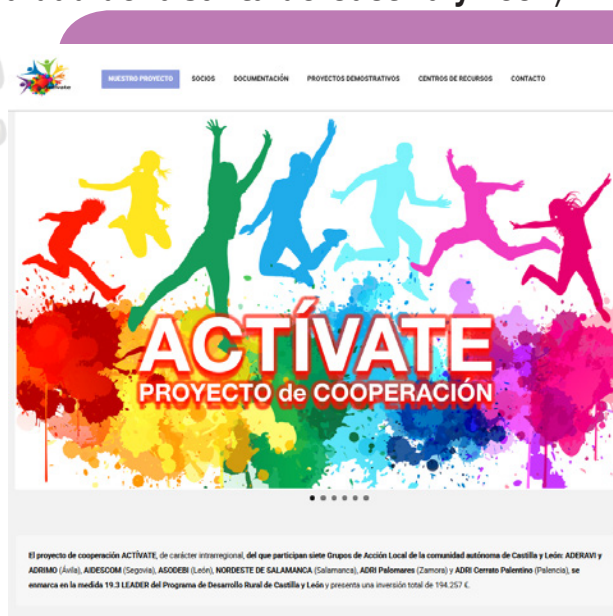 NUESTRO PROYECTO SOCIOS DOCUMENTACIÓN PROYECTOS DEMOSTRATIVOS CENTROS DE RECURSOS CONTACTO
ACTÍVATE
PROYECTO de COOPERACIÓN
El proyecto de cooperación ACTÍVATE, de carácter intrarregional, del que participan siete Grupos de Acción Local de la comunidad autónoma de Castilla y León: ADERAVI y
ADRIMO (Ávila), AIDESCOM (Segovia), ASODEBI (León), NORDESTE DE SALAMANCA (Salamanca), ADRI Palomares (Zamora) y ADRI Cerrato Palentino (Palencia), se
enmarca en la medida 19.3 LEADER del Programa de Desarrollo Rural de Castilla y León y presenta una inversión total de 194.257 €.